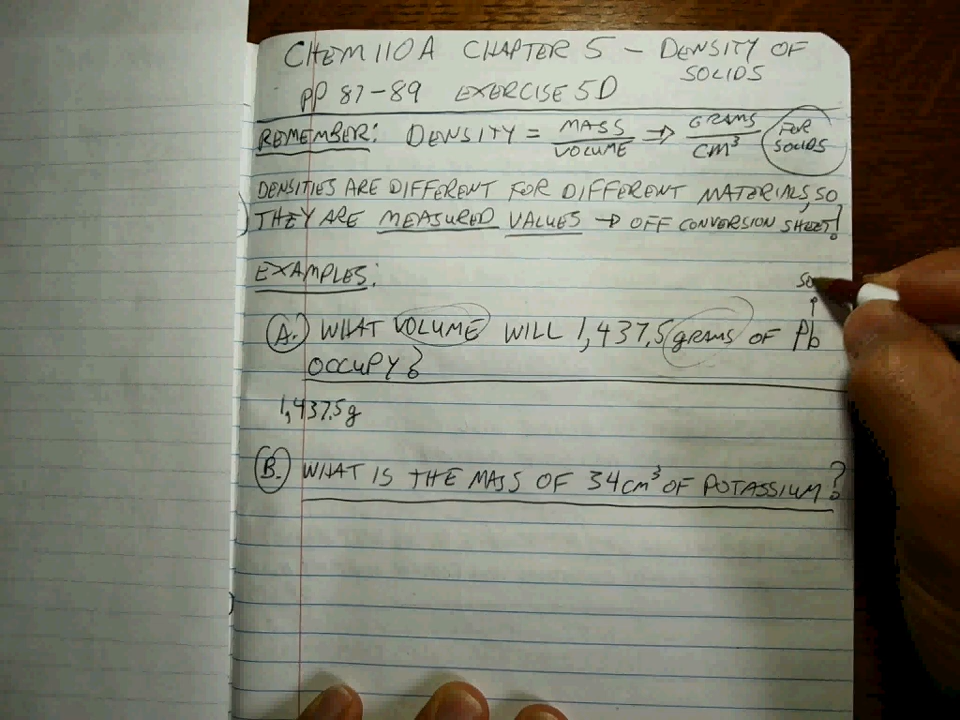 CHEM 110A CHAPTER 5 – DENSITY OF SOLIDS
PP 87-89 EXERCISE 5D
REMEMBER: DENSITY = MASS/VOLUME ⇒ GRAMS/CM³ FOR SOLIDS
DENSITIES ARE DIFFERENT FOR DIFFERENT MATERIALS, SO
THEY ARE MEASURED VALUES → OFF CONVERSION SHEET!
EXAMPLES:
SO
A. WHAT VOLUME WILL 1,437.5 grams OF Pb
OCCUPY?
1,437.5g
B. WHAT IS THE MASS OF 34cm³ OF POTASSIUM?